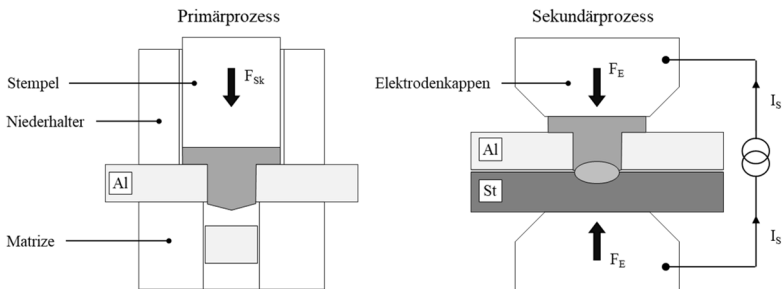 Primärprozess
Stempel
F_Sk
Niederhalter
Al
Matrize
Sekundärprozess
Elektrodenkappen
F_E
I_S
Al
St
F_E
I_S